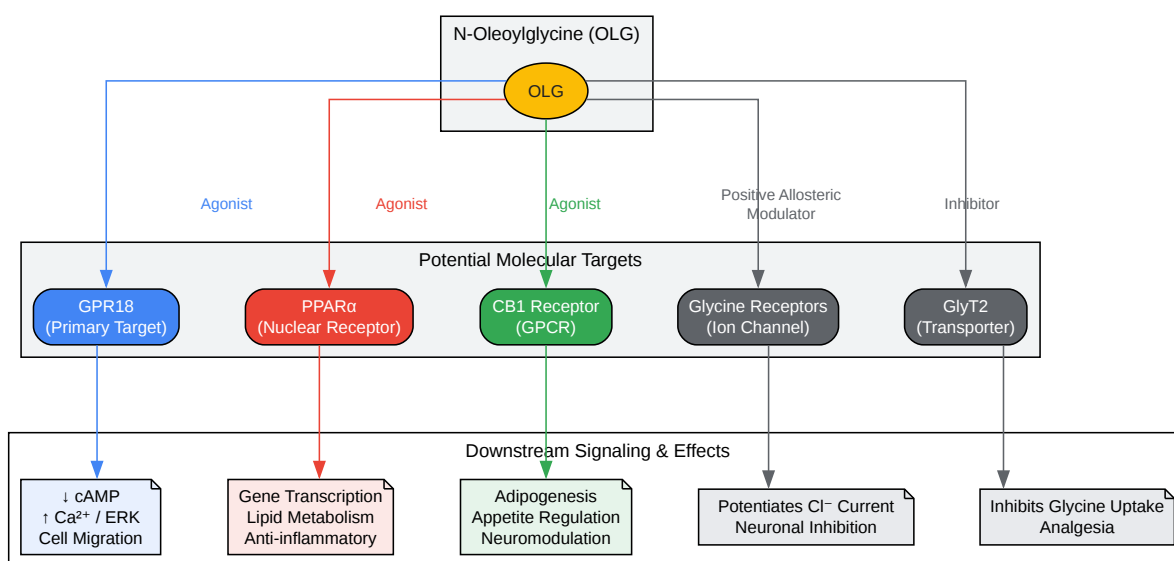 N-Oleoylglycine (OLG)
OLG
Agonist
Agonist
Agonist
Positive Allosteric
Modulator
Inhibitor
Potential Molecular Targets
GPR18
(Primary Target)
PPARα
(Nuclear Receptor)
CB1 Receptor
(GPCR)
Glycine Receptors
(Ion Channel)
GlyT2
(Transporter)
Downstream Signaling & Effects
↓ cAMP
↑ Ca²⁺ / ERK
Cell Migration
Gene Transcription
Lipid Metabolism
Anti-inflammatory
Adipogenesis
Appetite Regulation
Neuromodulation
Potentiates Cl⁻ Current
Neuronal Inhibition
Inhibits Glycine Uptake
Analgesia